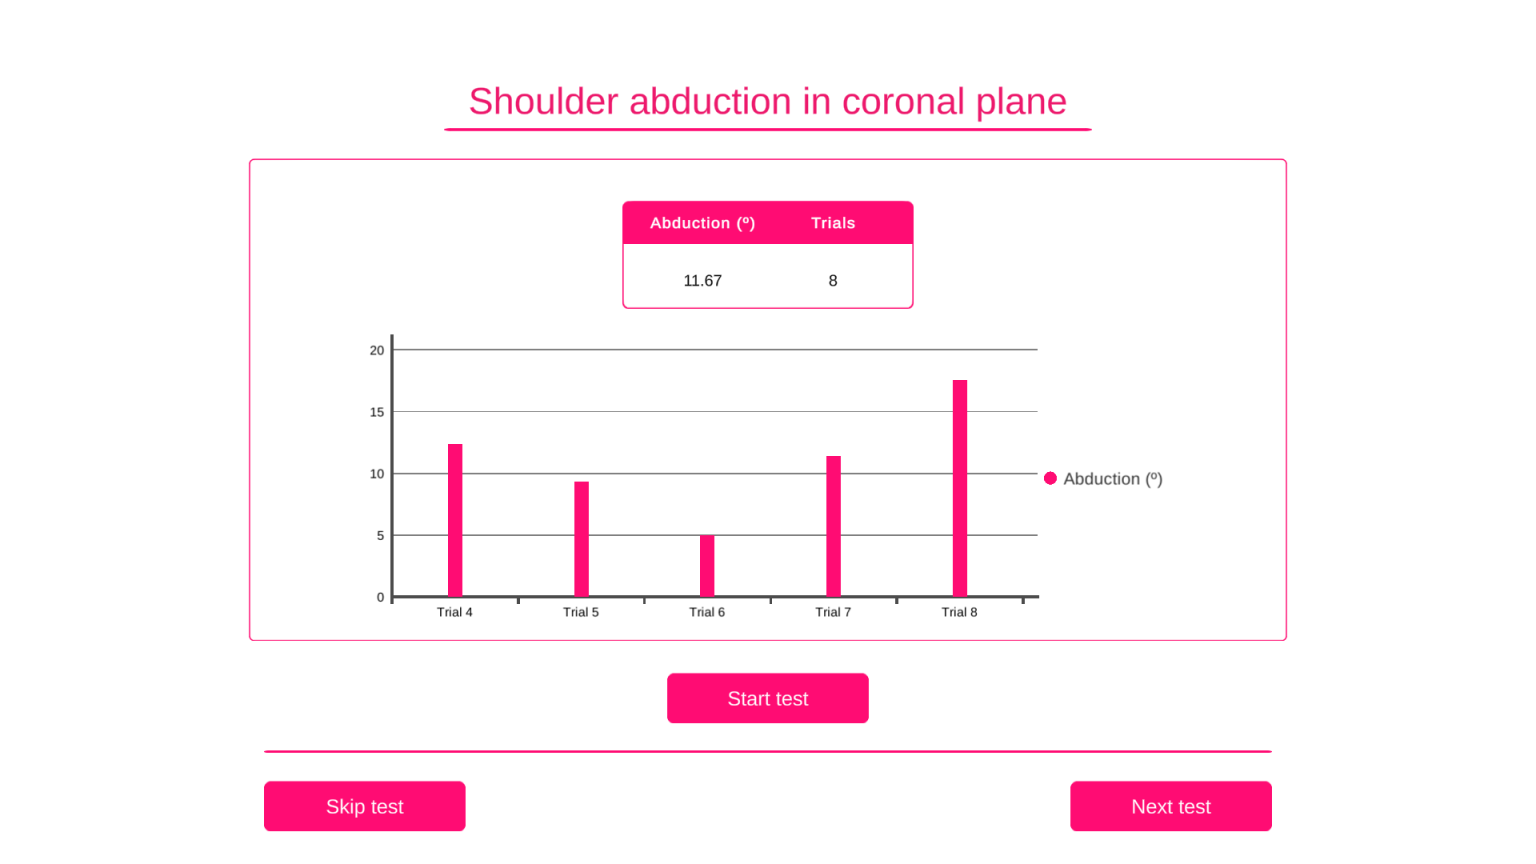 Shoulder abduction in coronal plane
Abduction (º) Trials
11.67 8
20
15
10
5
0
Trial 4 Trial 5 Trial 6 Trial 7 Trial 8
Abduction (º)
Start test
Skip test Next test